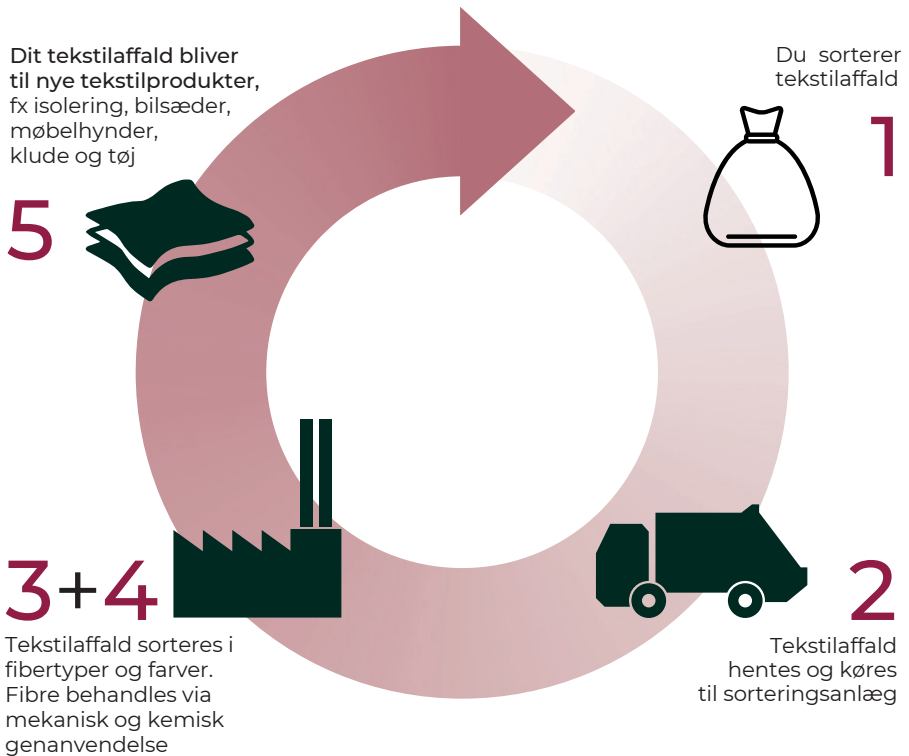 Du sorterer
tekstilaffald
1
2
Tekstilaffald
hentes og køres
til sorteringsanlæg
3+4
Tekstilaffald sorteres i
fibertyper og farver.
Fibre behandles via
mekanisk og kemisk
genanvendelse
Dit tekstilaffald bliver
til nye tekstilprodukter,
fx isolering, bilsæder,
møbelhynder,
klude og tøj
5